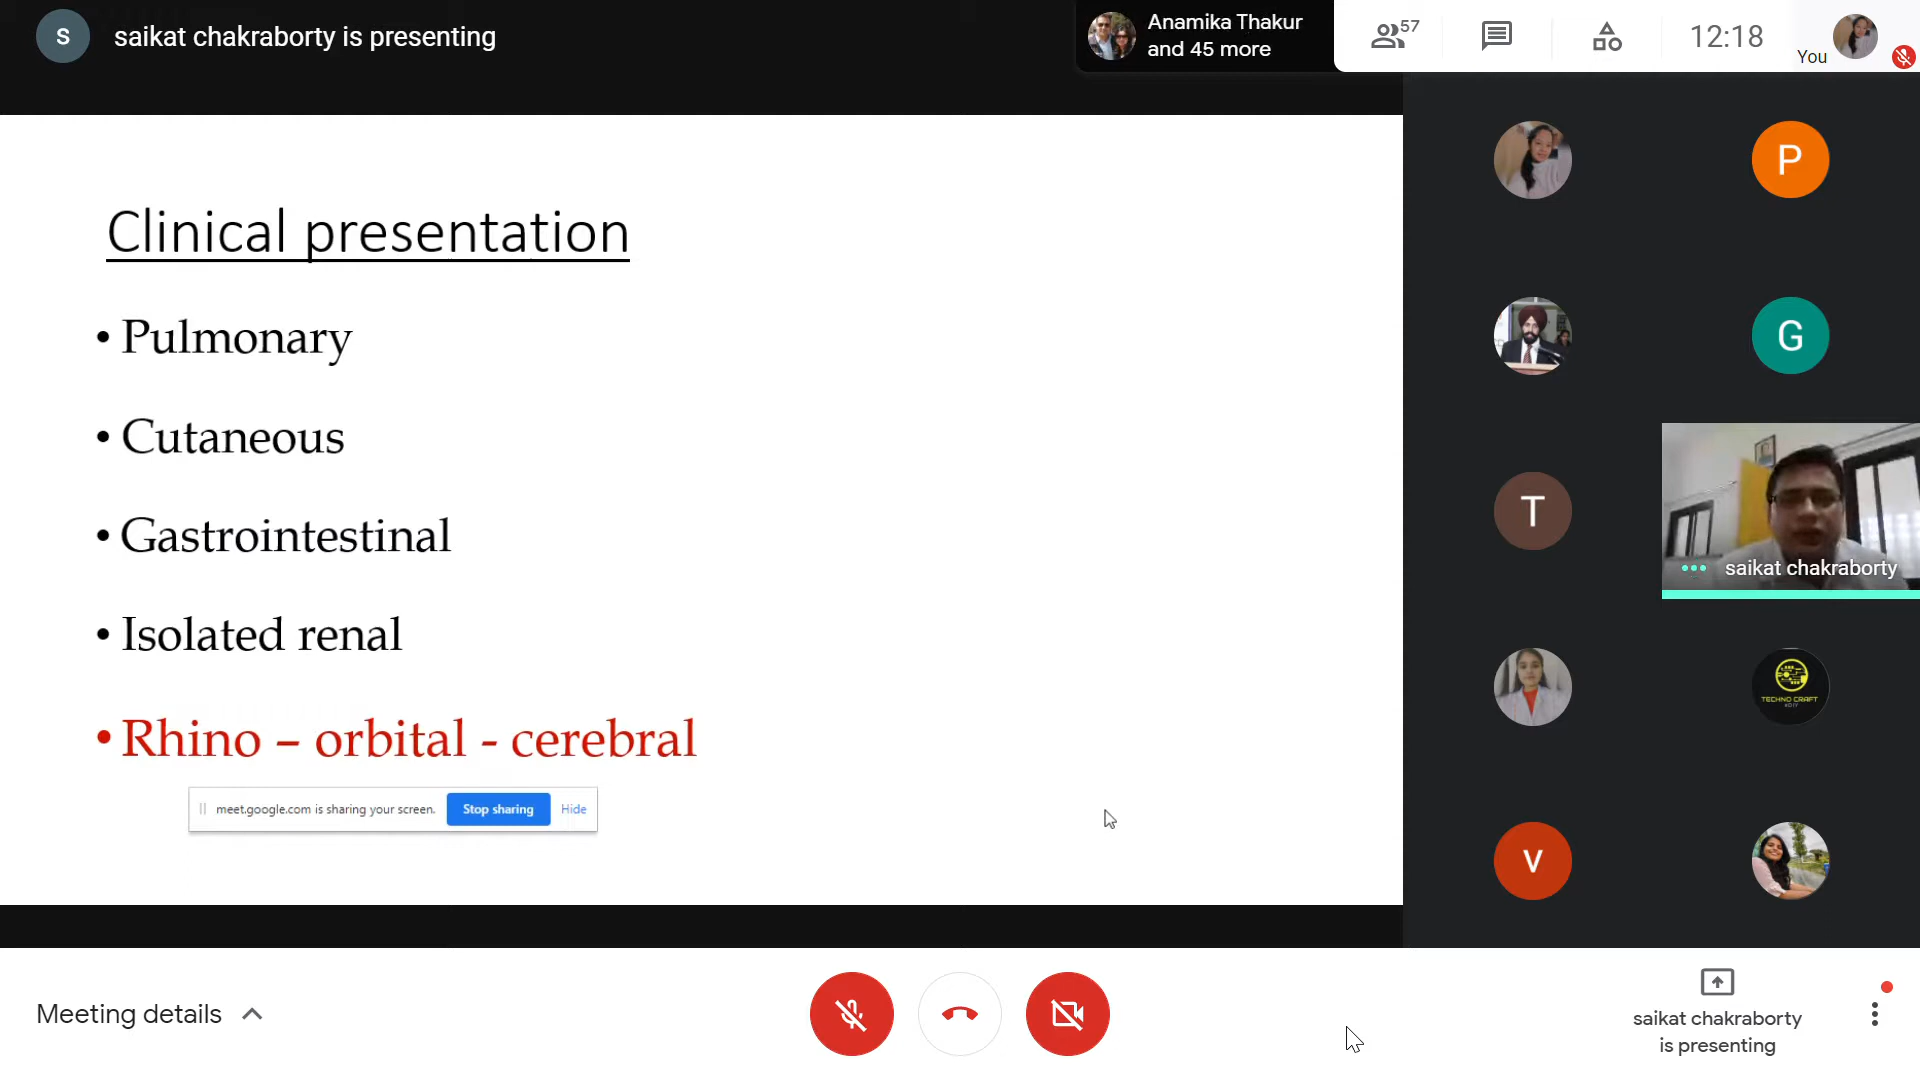 S
saikat chakraborty is presenting
Anamika Thakur
and 45 more
57
12:18
You
Clinical presentation
• Pulmonary
• Cutaneous
• Gastrointestinal
• Isolated renal
• Rhino – orbital - cerebral
meet.google.com is sharing your screen.
Stop sharing
Hide
P
G
T
saikat chakraborty
TECHNO CRAFT
V
Meeting details
saikat chakraborty
is presenting